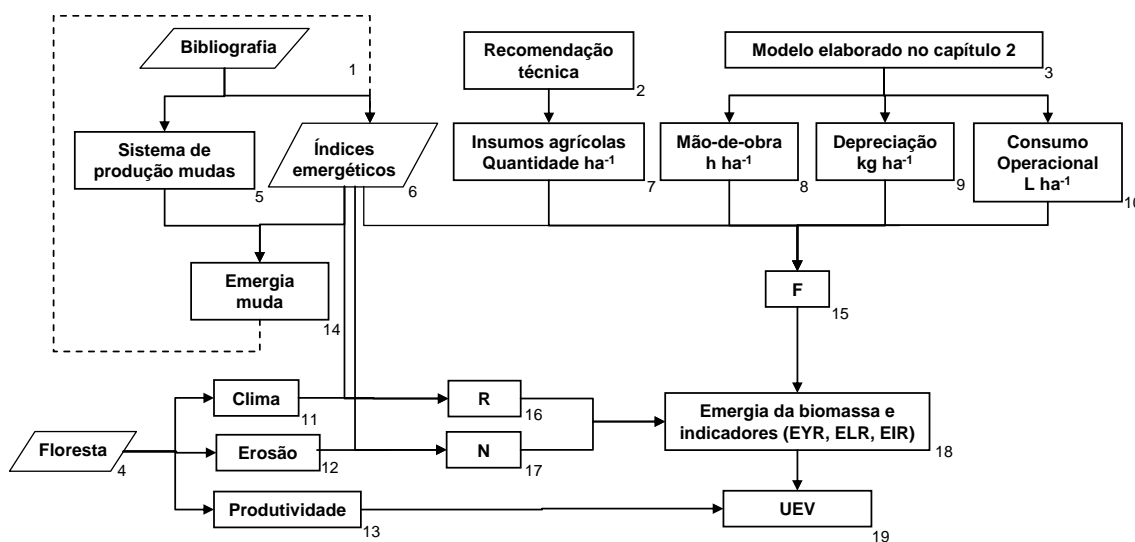 Bibliografia
1
Recomendação
técnica
2
Modelo elaborado no capítulo 2
3
Sistema de
produção mudas
5
Índices
emergéticos
6
Insumos agrícolas
Quantidade ha-1
7
Mão-de-obra
h ha-1
8
Depreciação
kg ha-1
9
Consumo
Operacional
L ha-1
10
Emergia
muda
14
F
15
Clima
11
R
16
Emergia da biomassa e
indicadores (EYR, ELR, EIR)
18
Floresta
4
Erosão
12
N
17
Produtividade
13
UEV
19